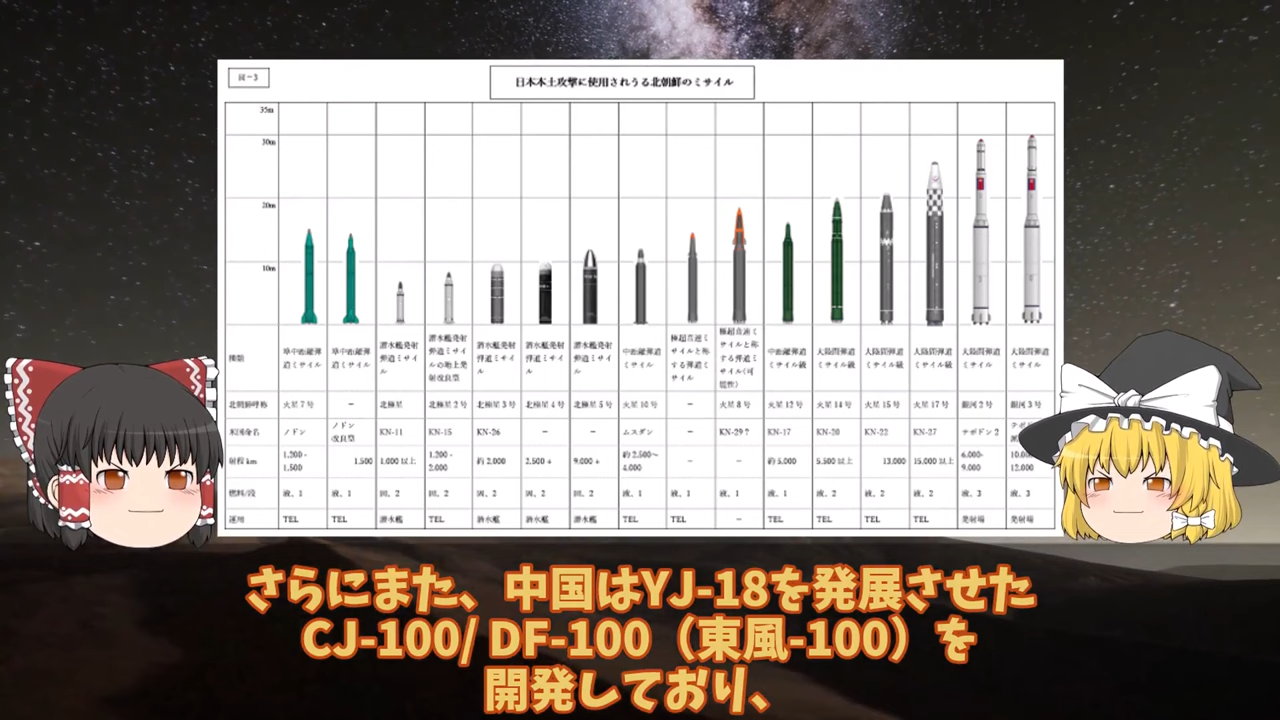 図-3
日本本土攻撃に使用されうる北朝鮮のミサイル
35m
30m
20m
10m
種類 準中距離弾道ミサイル 準中距離弾道ミサイル 潜水艦発射弾道ミサイル 潜水艦発射弾道ミサイルの地上発射改良型 潜水艦発射弾道ミサイル 潜水艦発射弾道ミサイル 潜水艦発射弾道ミサイル 中距離弾道ミサイル 極超音速ミサイルと称する弾道ミサイル 極超音速ミサイルと称する弾道ミサイル(可能性) 中距離弾道ミサイル級 大陸間弾道ミサイル級 大陸間弾道ミサイル級 大陸間弾道ミサイル級 大陸間弾道ミサイル 大陸間弾道ミサイル
北朝鮮呼称 火星7号 - 北極星 北極星2号 北極星3号 北極星4号 北極星5号 火星10号 - 火星8号 火星12号 火星14号 火星15号 火星17号 銀河2号 銀河3号
米国身名 ノドン ノドン改良型 KN-11 KN-15 KN-26 - - ムスダン - KN-29? KN-17 KN-20 KN-22 KN-27 テポドン2
射程km 1,200-1,500 1,500 1,000以上 1,200-2,000 約2,000 2,500+ 9,000+ 約2,500~4,000 - - 約5,000 5,500以上 13,000 15,000以上 6,000-9,000 10,000-12,000
燃料/段 液、1 液、1 固、2 固、2 固、2 固、2 固、2 液、1 液、1 液、1 液、1 液、2 液、2 液、2 液、3 液、3
運用 TEL TEL 潜水艦 TEL 潜水艦 潜水艦 潜水艦 TEL TEL - TEL TEL TEL TEL 発射場 発射場
さらにまた、中国はYJ-18を発展させた
CJ-100/ DF-100（東風-100）を
開発しており、